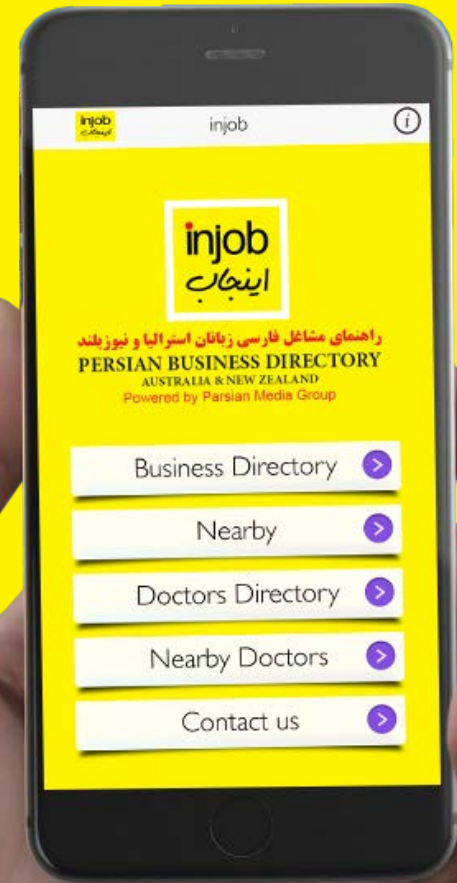 injob
اینجاب
injob
injob
اینجاب
راهنمای مشاغل فارسی زبانان استرالیا و نیوزیلند
PERSIAN BUSINESS DIRECTORY
AUSTRALIA & NEW ZEALAND
Powered by Parsian Media Group
Business Directory
Nearby
Doctors Directory
Nearby Doctors
Contact us